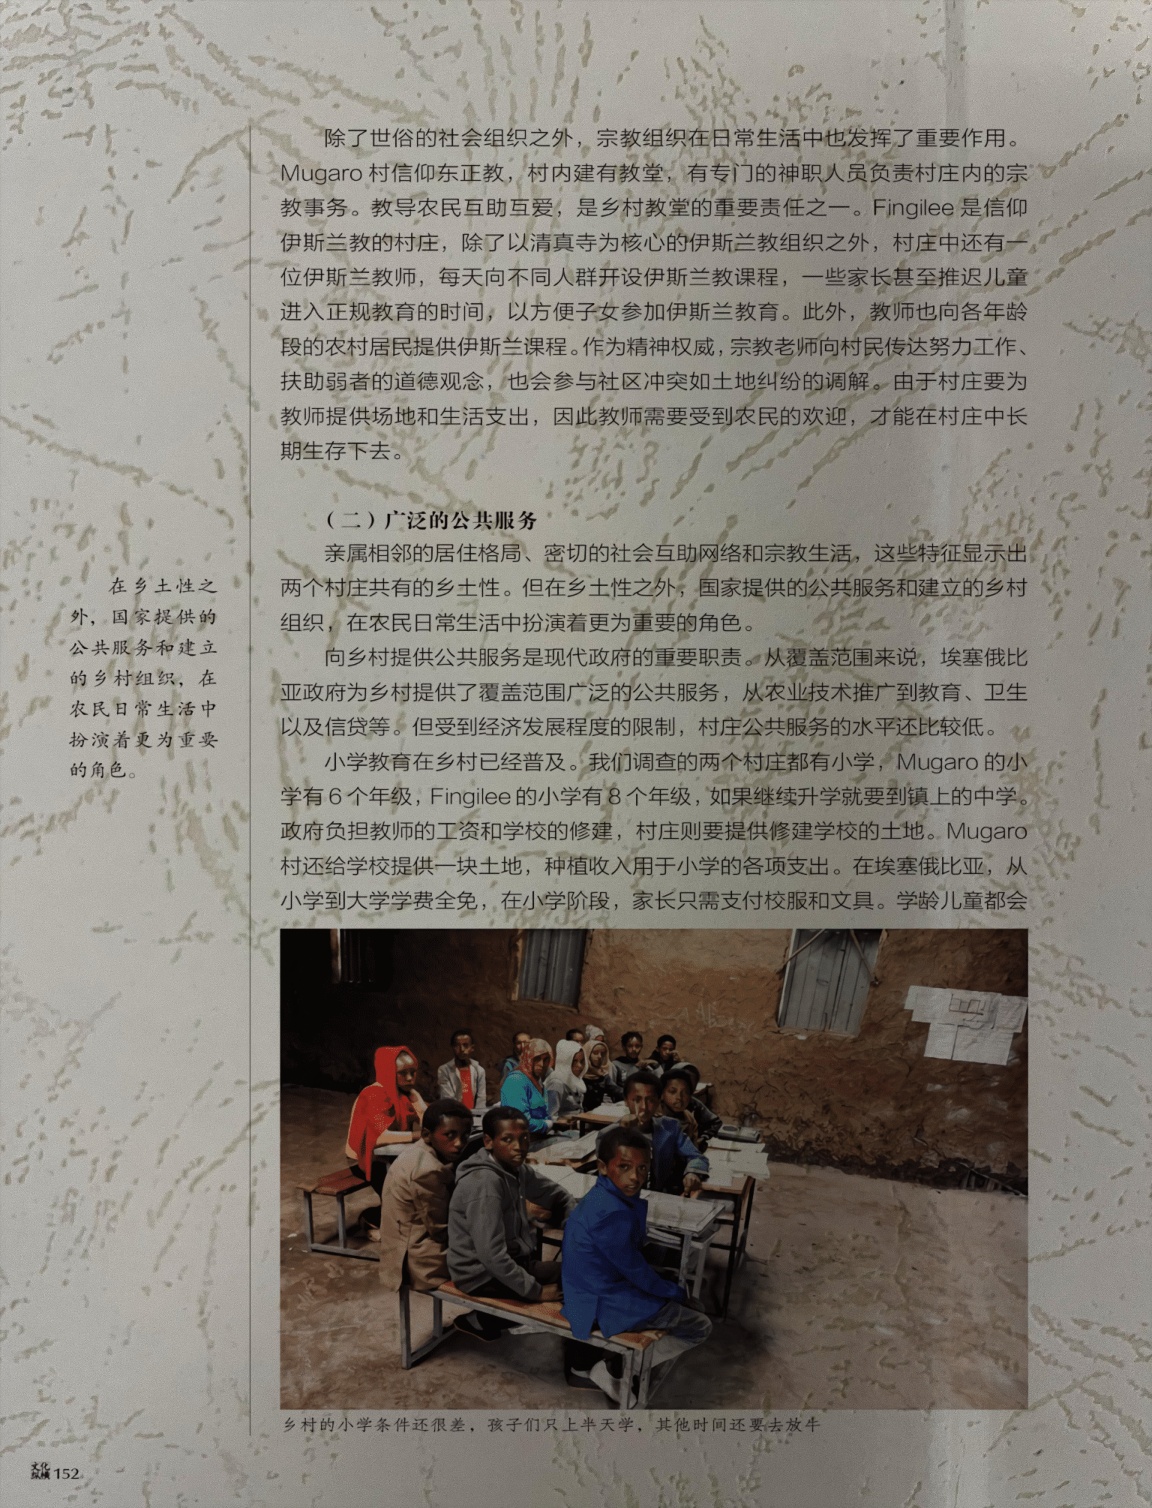 除了世俗的社会组织之外，宗教组织在日常生活中也发挥了重要作用。
Mugaro 村信仰东正教，村内建有教堂，有专门的神职人员负责村庄内的宗
教事务。教导农民互助互爱，是乡村教堂的重要责任之一。Fingilee 是信仰
伊斯兰教的村庄，除了以清真寺为核心的伊斯兰教组织之外，村庄中还有一
位伊斯兰教师，每天向不同人群开设伊斯兰教课程，一些家长甚至推迟儿童
进入正规教育的时间，以方便子女参加伊斯兰教育。此外，教师也向各年龄
段的农村居民提供伊斯兰课程。作为精神权威，宗教老师向村民传达努力工作、
扶助弱者的道德观念，也会参与社区冲突如土地纠纷的调解。由于村庄要为
教师提供场地和生活支出，因此教师需要受到农民的欢迎，才能在村庄中长
期生存下去。
（二）广泛的公共服务
亲属相邻的居住格局、密切的社会互助网络和宗教生活，这些特征显示出
两个村庄共有的乡土性。但在乡土性之外，国家提供的公共服务和建立的乡村
组织，在农民日常生活中扮演着更为重要的角色。
向乡村提供公共服务是现代政府的重要职责。从覆盖范围来说，埃塞俄比
亚政府为乡村提供了覆盖范围广泛的公共服务，从农业技术推广到教育、卫生
以及信贷等。但受到经济发展程度的限制，村庄公共服务的水平还比较低。
小学教育在乡村已经普及。我们调查的两个村庄都有小学，Mugaro 的小
学有 6 个年级，Fingilee 的小学有 8 个年级，如果继续升学就要到镇上的中学。
政府负担教师的工资和学校的修建，村庄则要提供修建学校的土地。Mugaro
村还给学校提供一块土地，种植收入用于小学的各项支出。在埃塞俄比亚，从
小学到大学学费全免，在小学阶段，家长只需支付校服和文具。学龄儿童都会
在乡土性之
外，国家提供的
公共服务和建立
的乡村组织，在
农民日常生活中
扮演着更为重要
的角色。
乡村的小学条件还很差，孩子们只上半天学，其他时间还要去放牛
文化
纵横 152